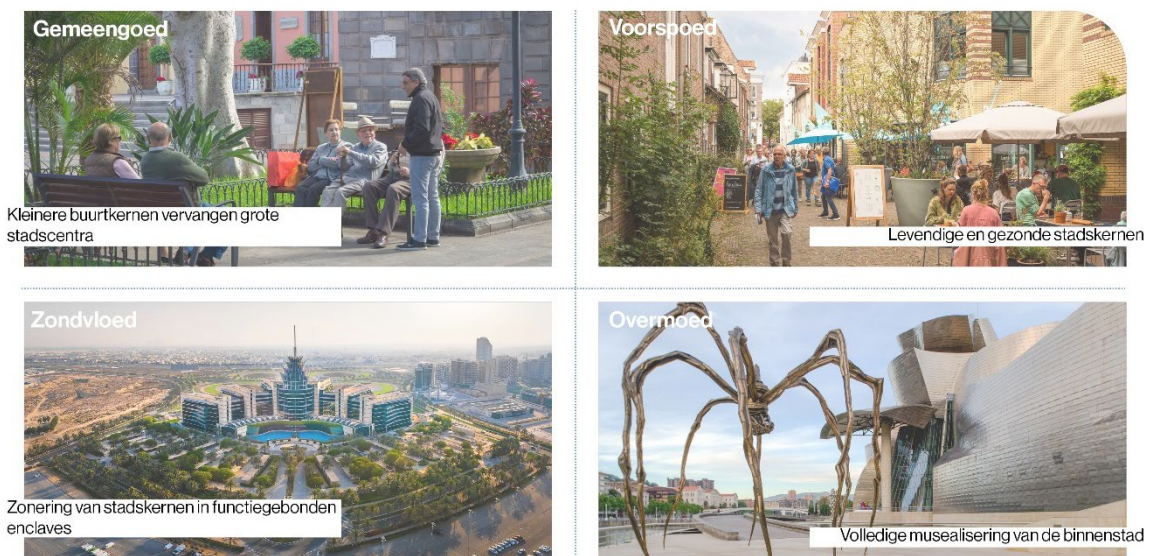 Gemeengoed
Kleinere buurtkernen vervangen grote
stadscentra
Voorspoed
Levendige en gezonde stadskernen
Zondvloed
Zonering van stadskernen in functiegebonden
enclaves
Overmoed
Volledige musealisering van de binnenstad